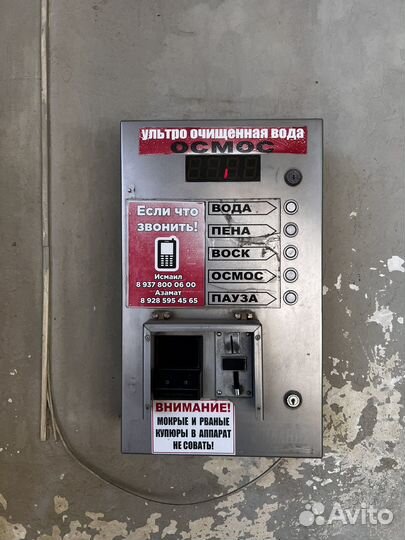 ультро очищенная вода
ОСМОС
Если что
звонить!
Исмаил
8 937 800 06 00
Азамат
8 928 595 45 65
ВОДА
ПЕНА
ВОСК
ОСМОС
ПАУЗА
ВНИМАНИЕ!
МОКРЫЕ И РВАНЫЕ
КУПЮРЫ В АППАРАТ
НЕ СОВАТЬ!
Avito